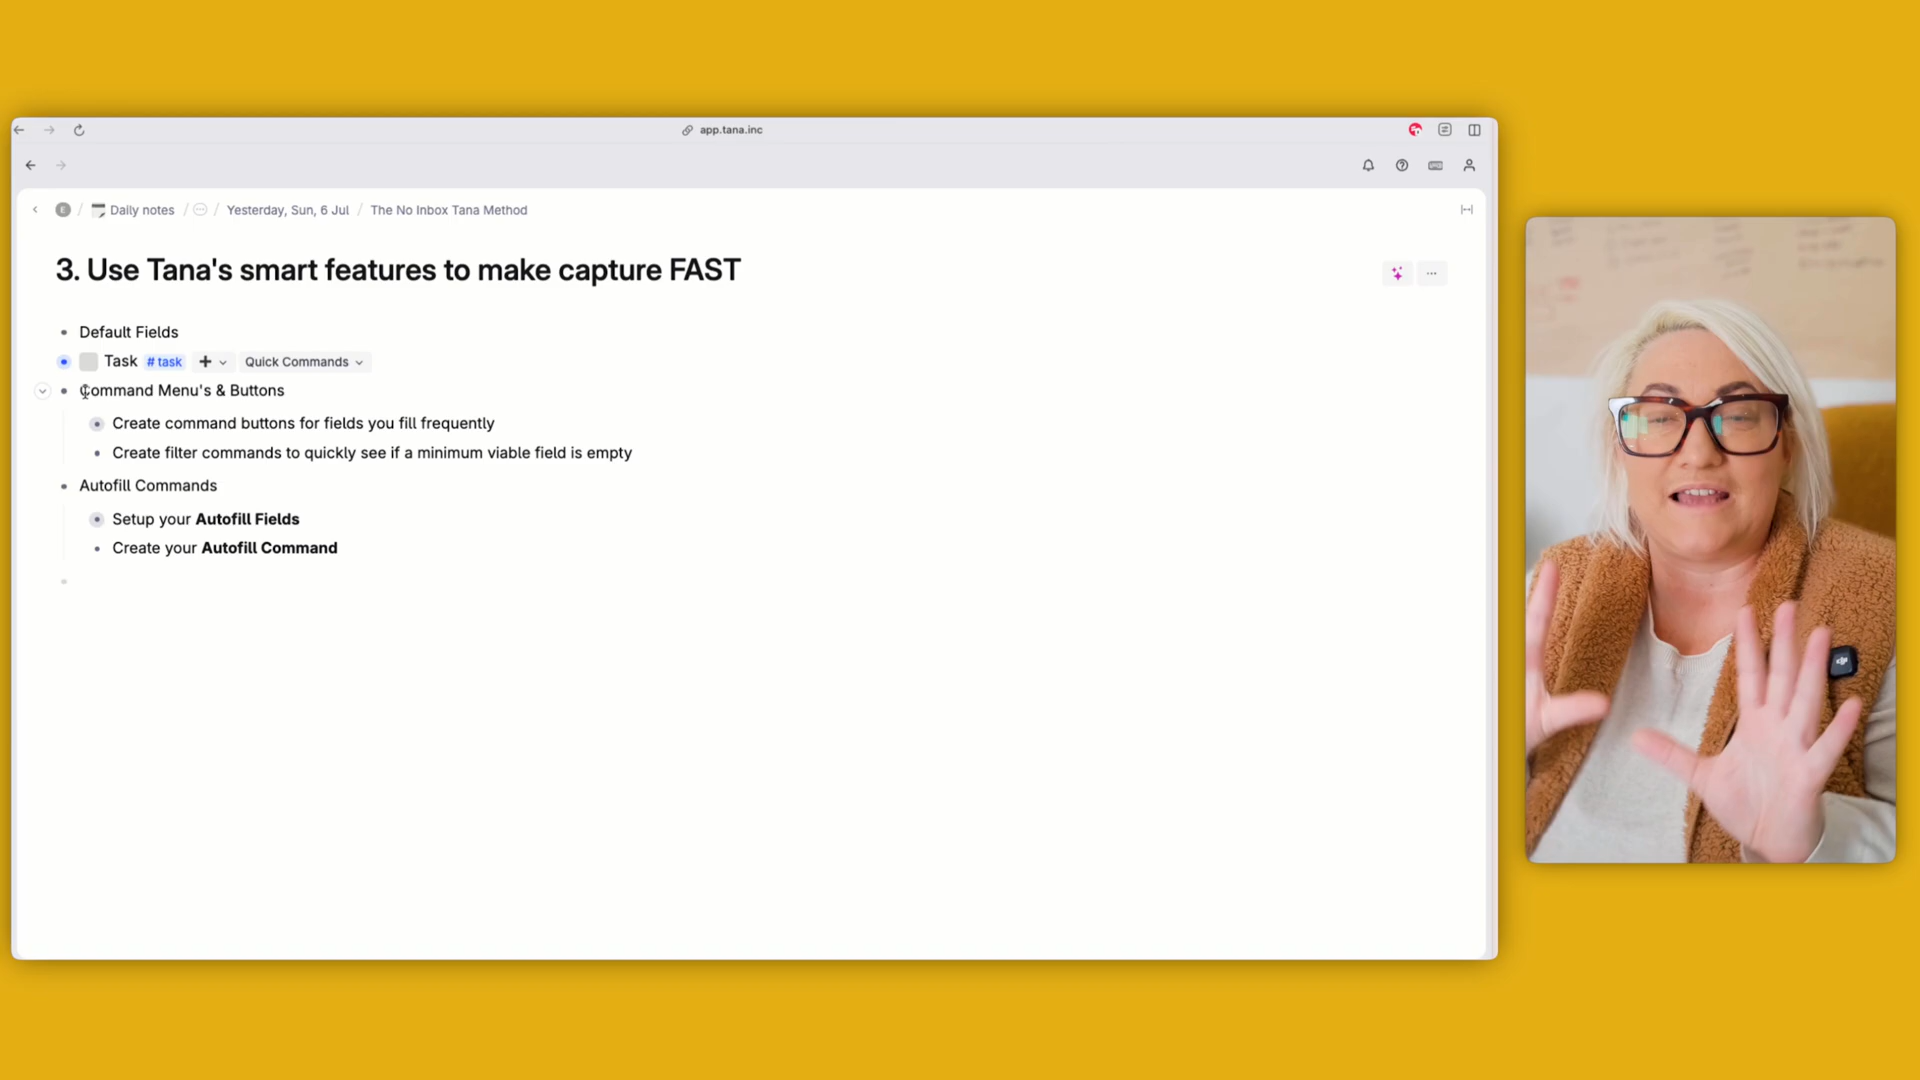 app.tana.inc
E / Daily notes / / Yesterday, Sun, 6 Jul / The No Inbox Tana Method
3. Use Tana's smart features to make capture FAST
Default Fields
Task # task Quick Commands
Command Menu's & Buttons
Create command buttons for fields you fill frequently
Create filter commands to quickly see if a minimum viable field is empty
Autofill Commands
Setup your Autofill Fields
Create your Autofill Command